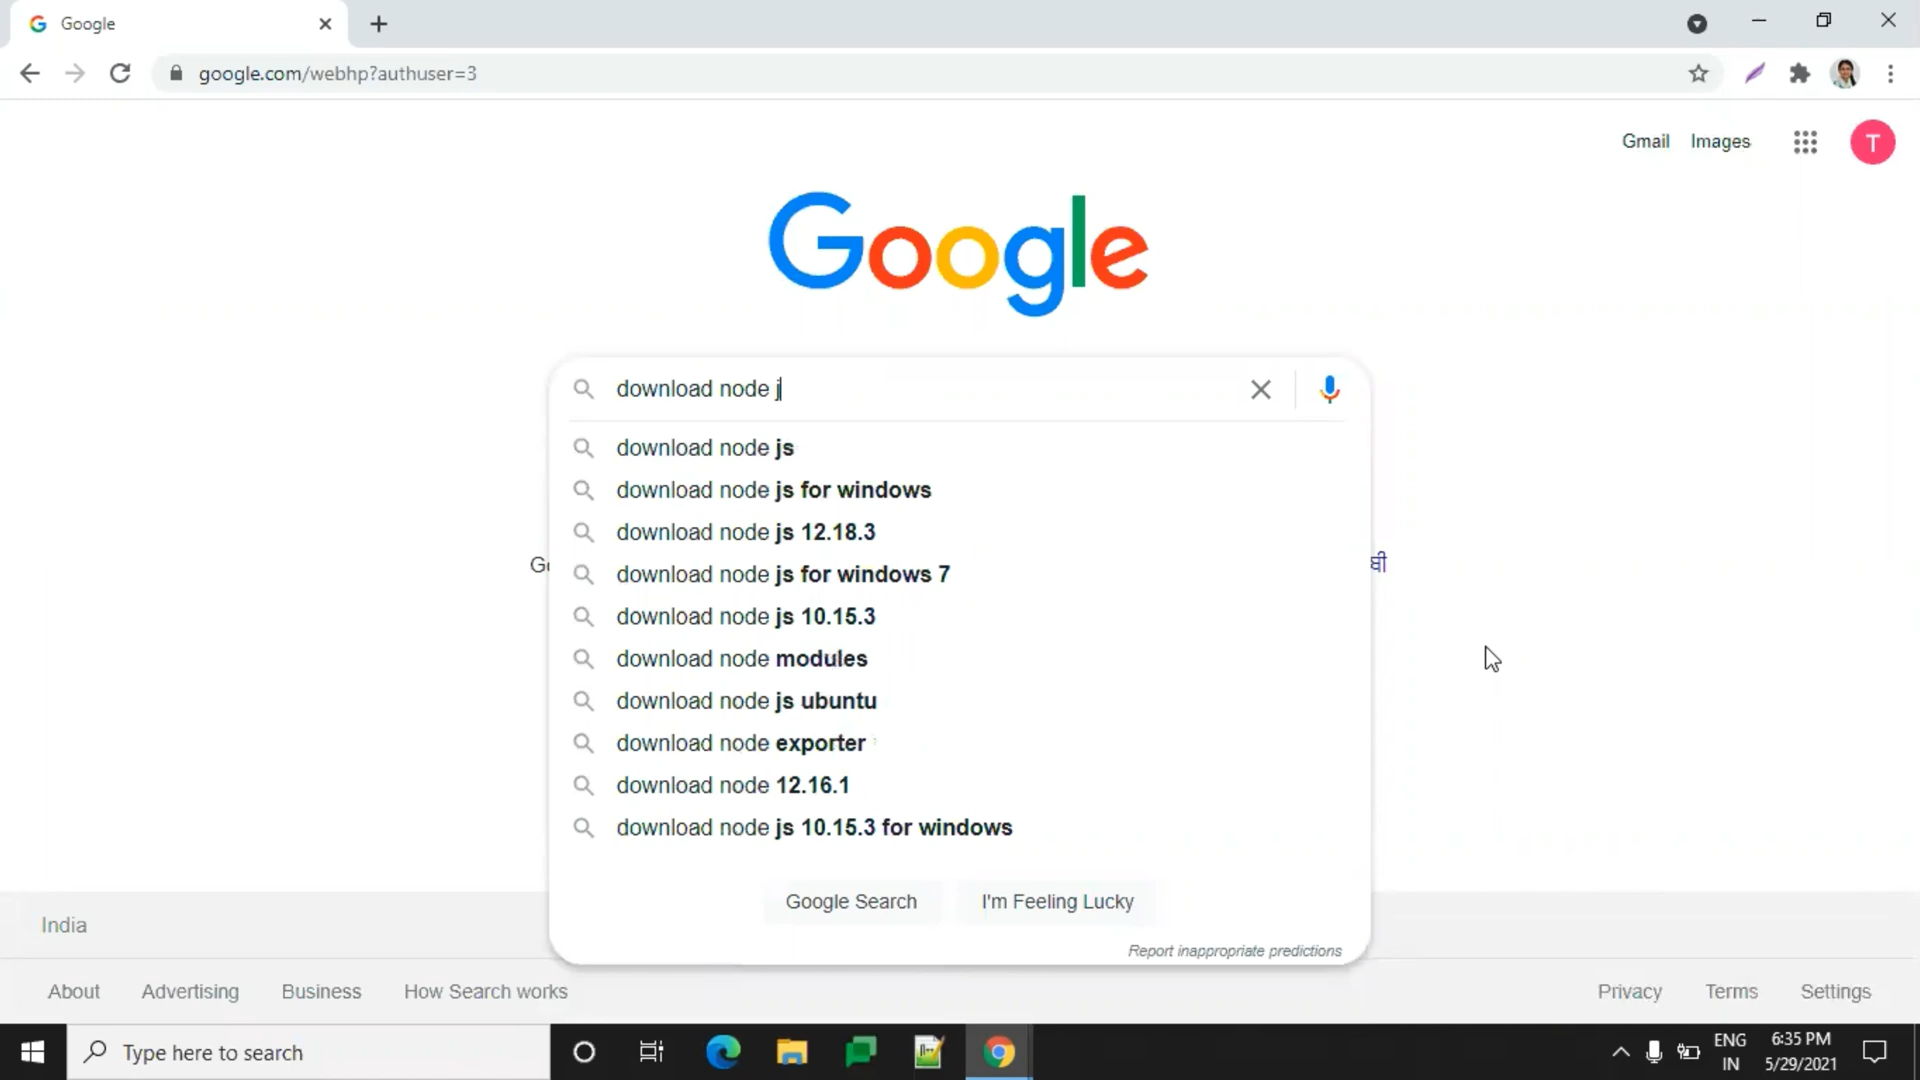 Google
google.com/webhp?authuser=3
Gmail Images
T
Google
download node j
download node js
download node js for windows
download node js 12.18.3
download node js for windows 7
download node js 10.15.3
download node modules
download node js ubuntu
download node exporter
download node 12.16.1
download node js 10.15.3 for windows
Google Search I'm Feeling Lucky
Report inappropriate predictions
India
About Advertising Business How Search works Privacy Terms Settings
Type here to search
ENG
IN
6:35 PM
5/29/2021